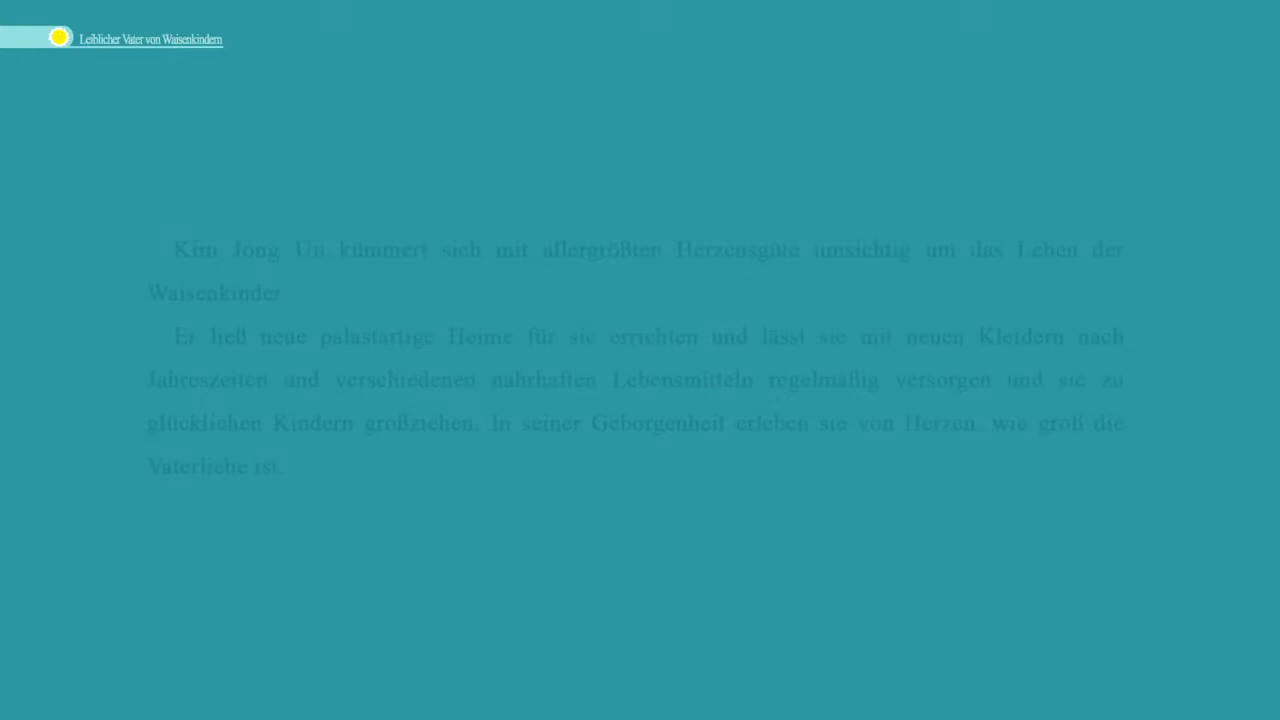 Leiblicher Vater von Waisenkindern
Kim Jong Un kümmert sich mit allergrößten Herzensgüte umsichtig um das Leben der
Waisenkinder.
Er ließ neue palastartige Heime für sie errichten und lässt sie mit neuen Kleidern nach
Jahreszeiten und verschiedenen nahrhaften Lebensmitteln regelmäßig versorgen und sie zu
glücklichen Kindern großziehen. In seiner Geborgenheit erleben sie von Herzen, wie groß die
Vaterliebe ist.